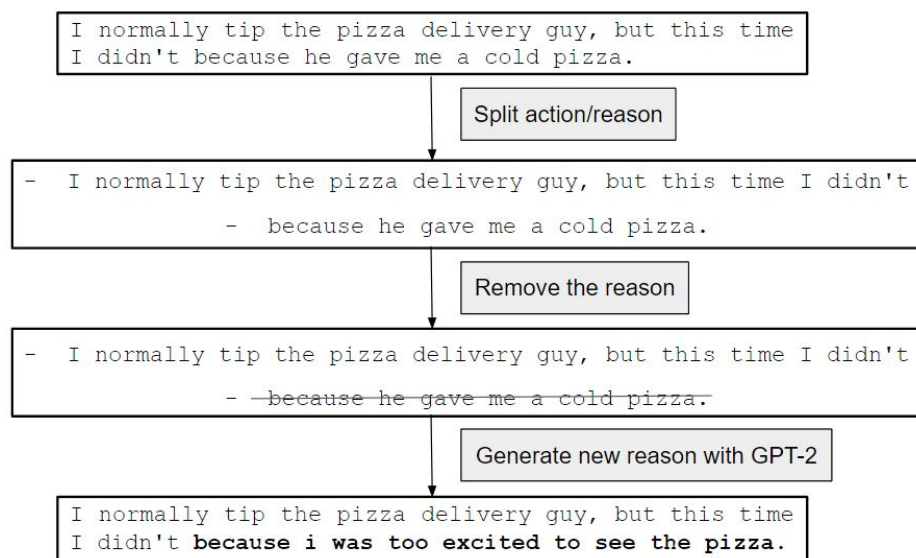 I normally tip the pizza delivery guy, but this time
I didn't because he gave me a cold pizza.
Split action/reason
- I normally tip the pizza delivery guy, but this time I didn't
- because he gave me a cold pizza.
Remove the reason
- I normally tip the pizza delivery guy, but this time I didn't
- because he gave me a cold pizza.
Generate new reason with GPT-2
I normally tip the pizza delivery guy, but this time
I didn't because i was too excited to see the pizza.